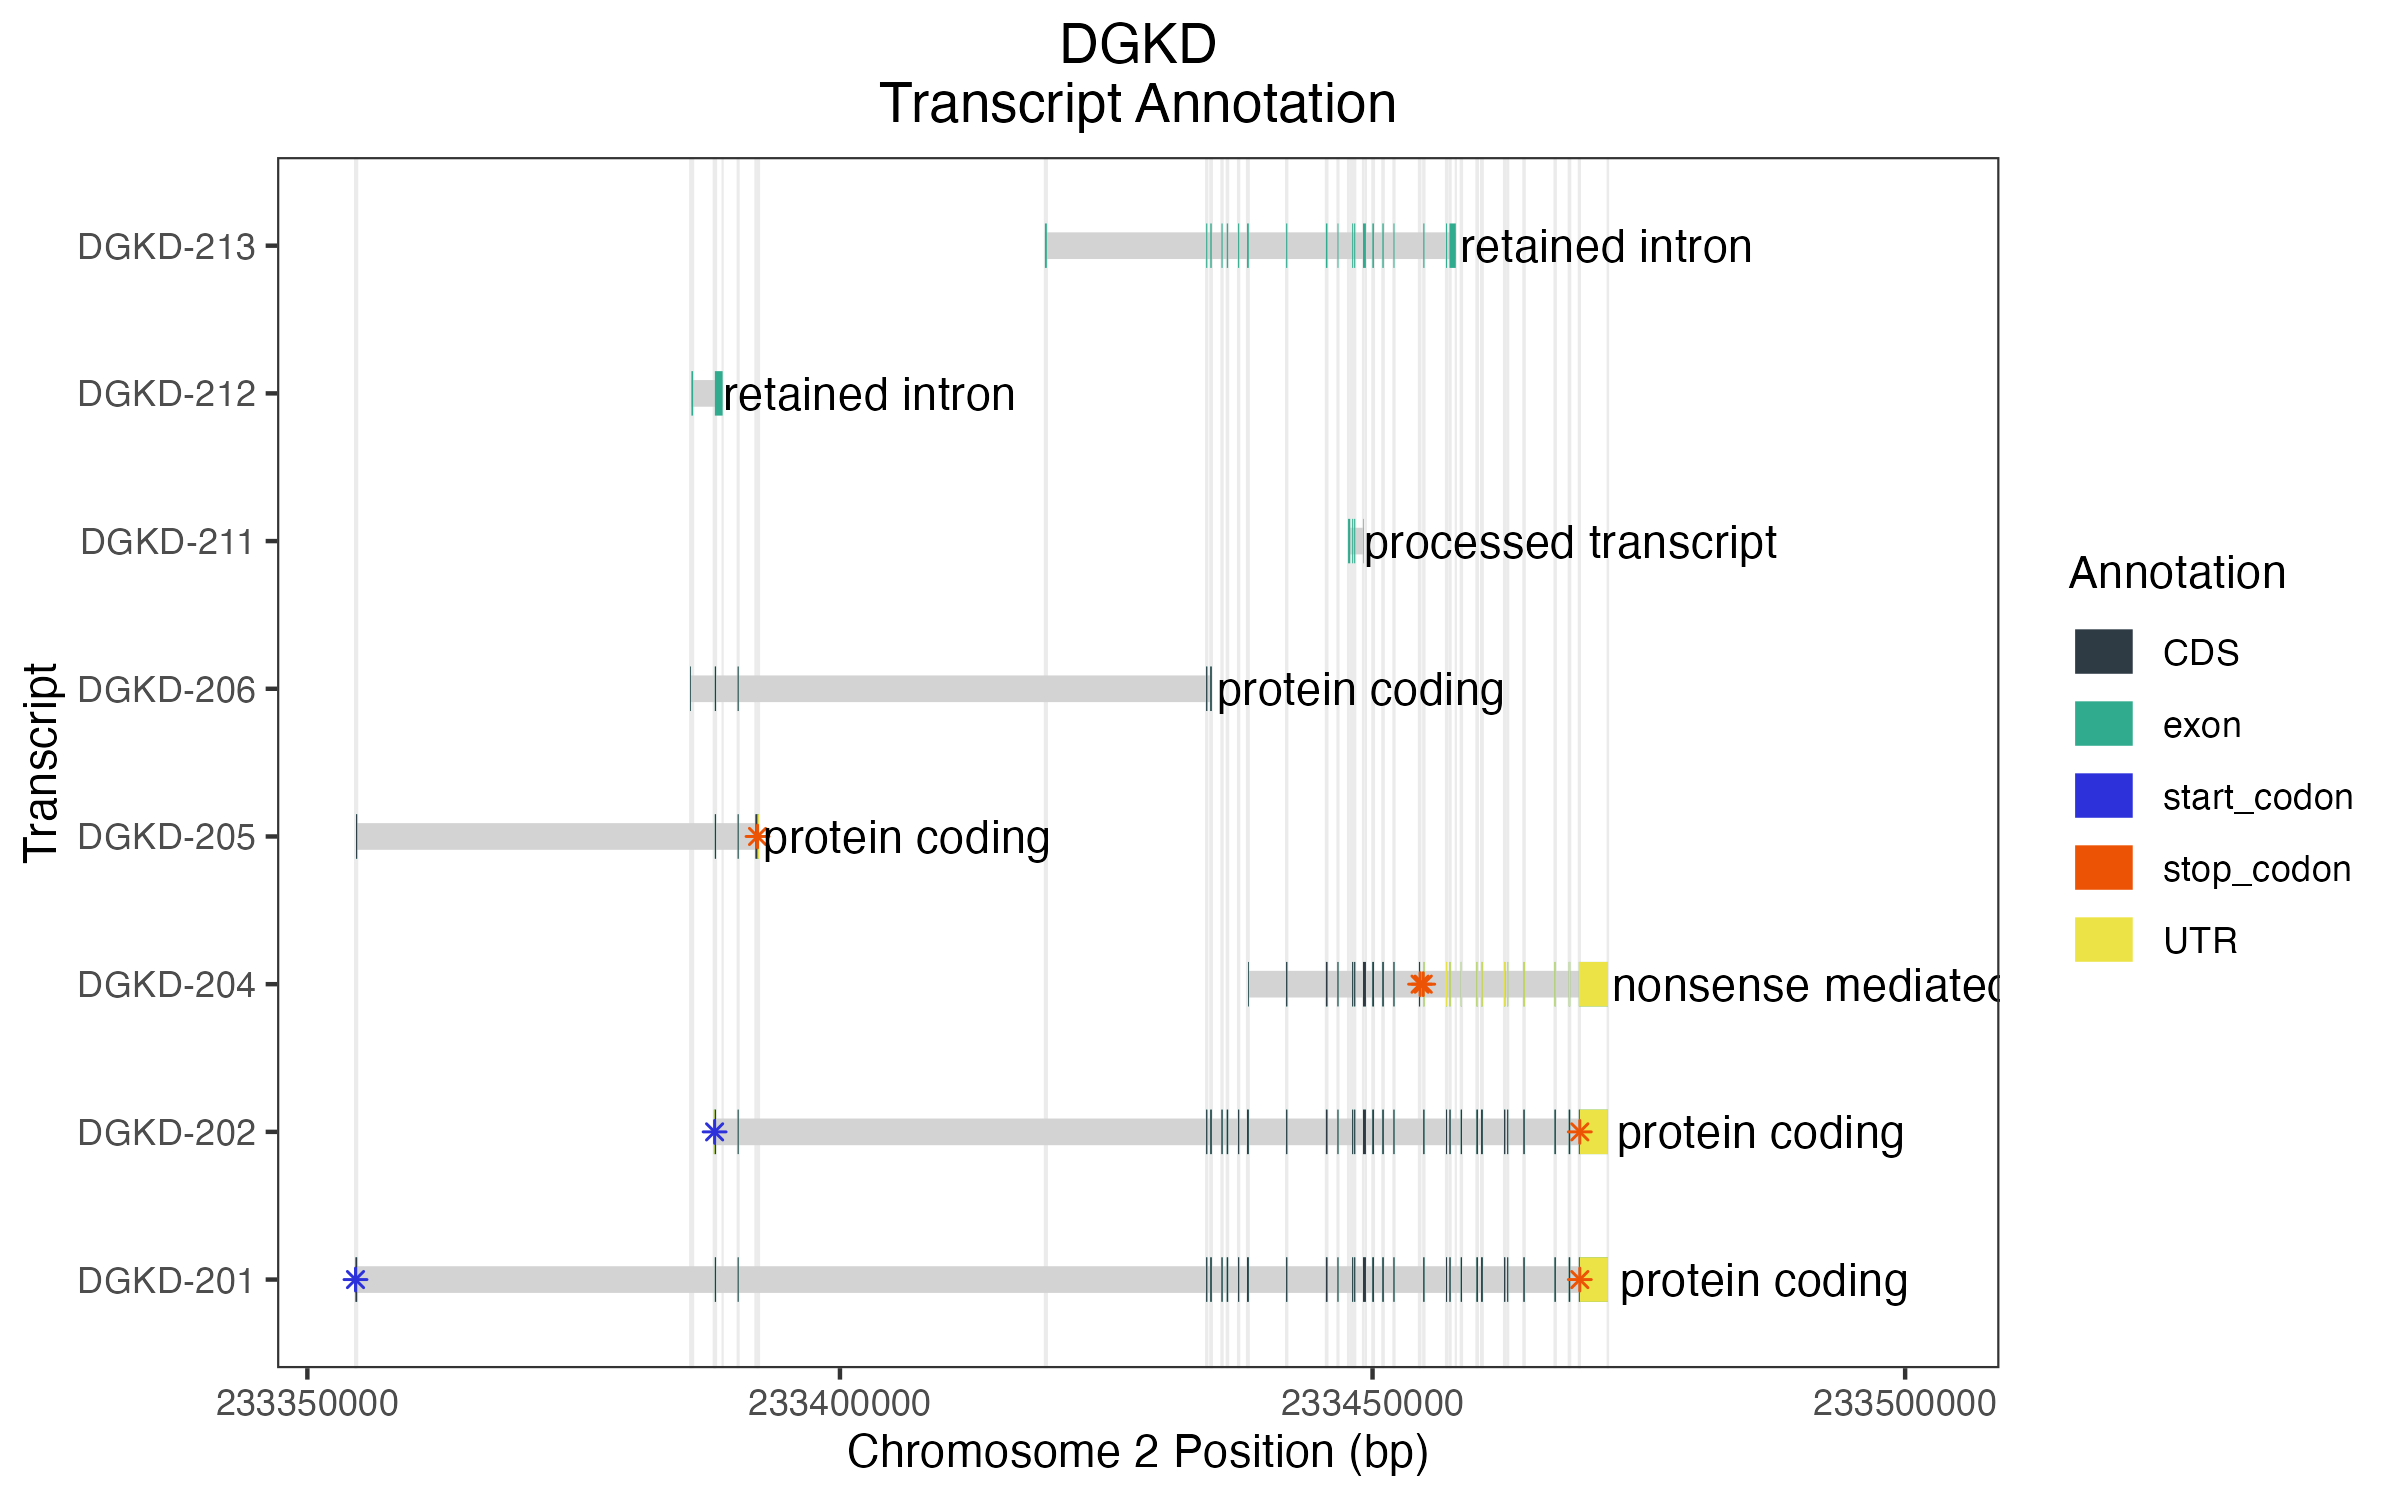 DGKD
Transcript Annotation
Transcript
DGKD-213
retained intron
DGKD-212
retained intron
DGKD-211
processed transcript
DGKD-206
protein coding
DGKD-205
protein coding
DGKD-204
nonsense mediated
DGKD-202
protein coding
DGKD-201
protein coding
233350000
233400000
233450000
233500000
Chromosome 2 Position (bp)
Annotation
CDS
exon
start_codon
stop_codon
UTR